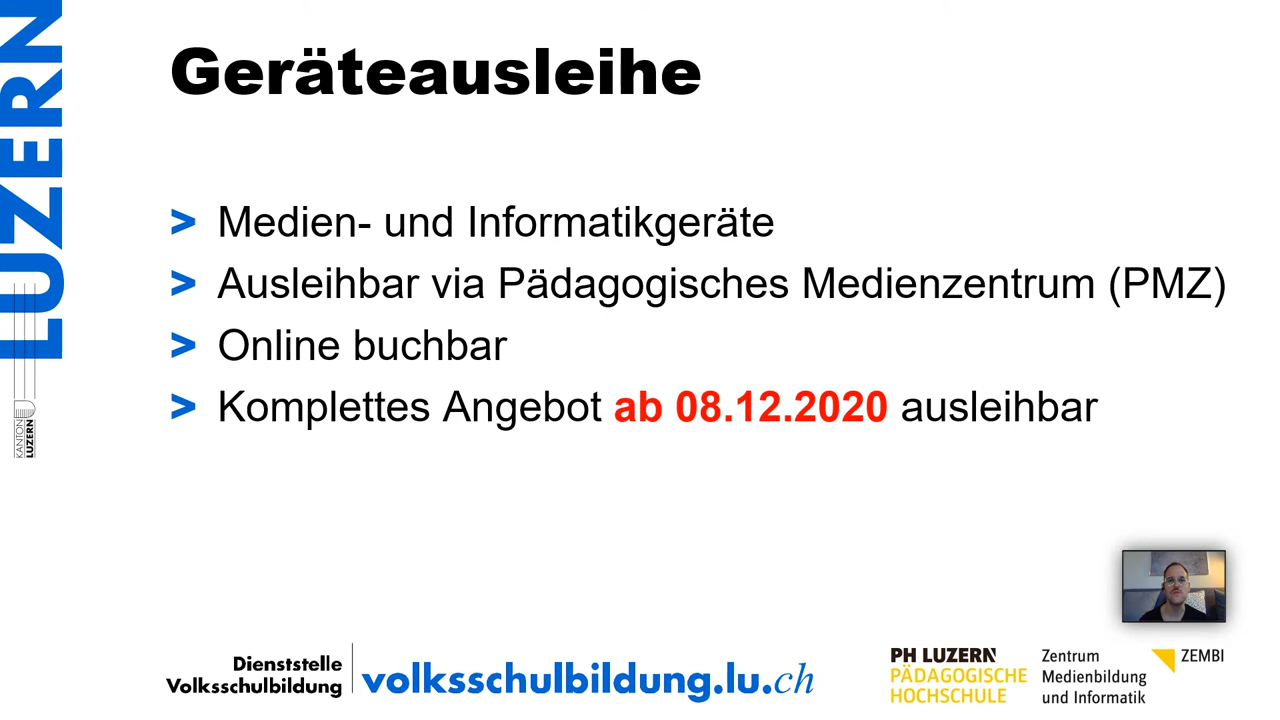 LUZERN
KANTON
LUZERN
Geräteausleihe
> Medien- und Informatikgeräte
> Ausleihbar via Pädagogisches Medienzentrum (PMZ)
> Online buchbar
> Komplettes Angebot ab 08.12.2020 ausleihbar
Dienststelle
Volksschulbildung
volksschulbildung.lu.ch
PH LUZERN
PÄDAGOGISCHE
HOCHSCHULE
Zentrum
Medienbildung
und Informatik
ZEMBI